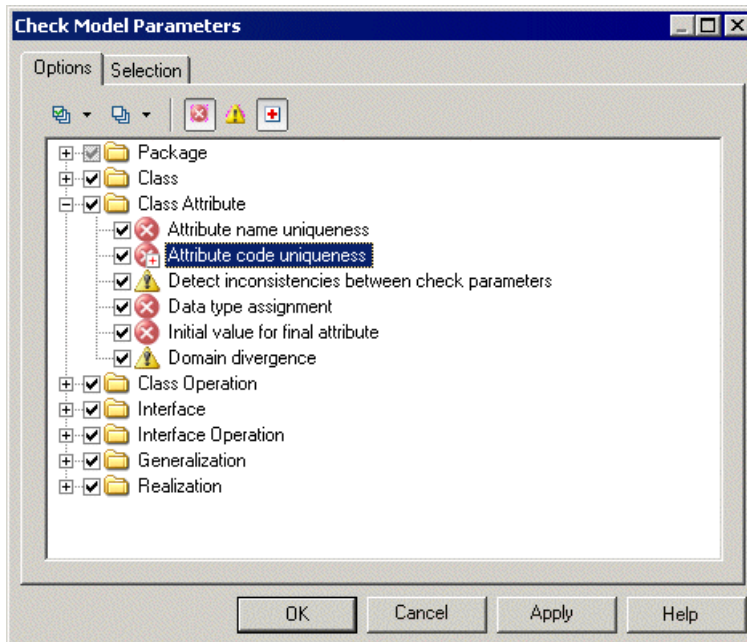 Check Model Parameters
Options Selection
Package
Class
Class Attribute
Attribute name uniqueness
Attribute code uniqueness
Detect inconsistencies between check parameters
Data type assignment
Initial value for final attribute
Domain divergence
Class Operation
Interface
Interface Operation
Generalization
Realization
OK Cancel Apply Help